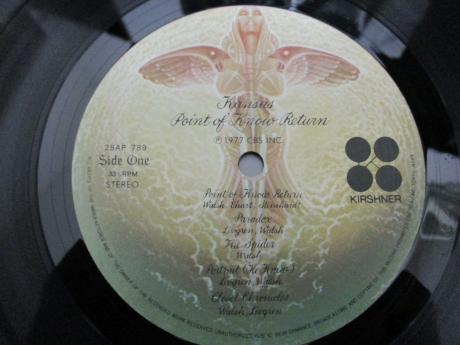 Kansas
Point of Know Return
℗ 1977 CBS INC.
25AP 789
Side One
33⅓ RPM
STEREO
KIRSHNER
Point of Know Return
Walsh, Ehart, Steinhardt
Paradox
Livgren, Walsh
The Spider
Walsh
Portrait (He Knew)
Livgren, Walsh
Closet Chronicles
Walsh, Livgren